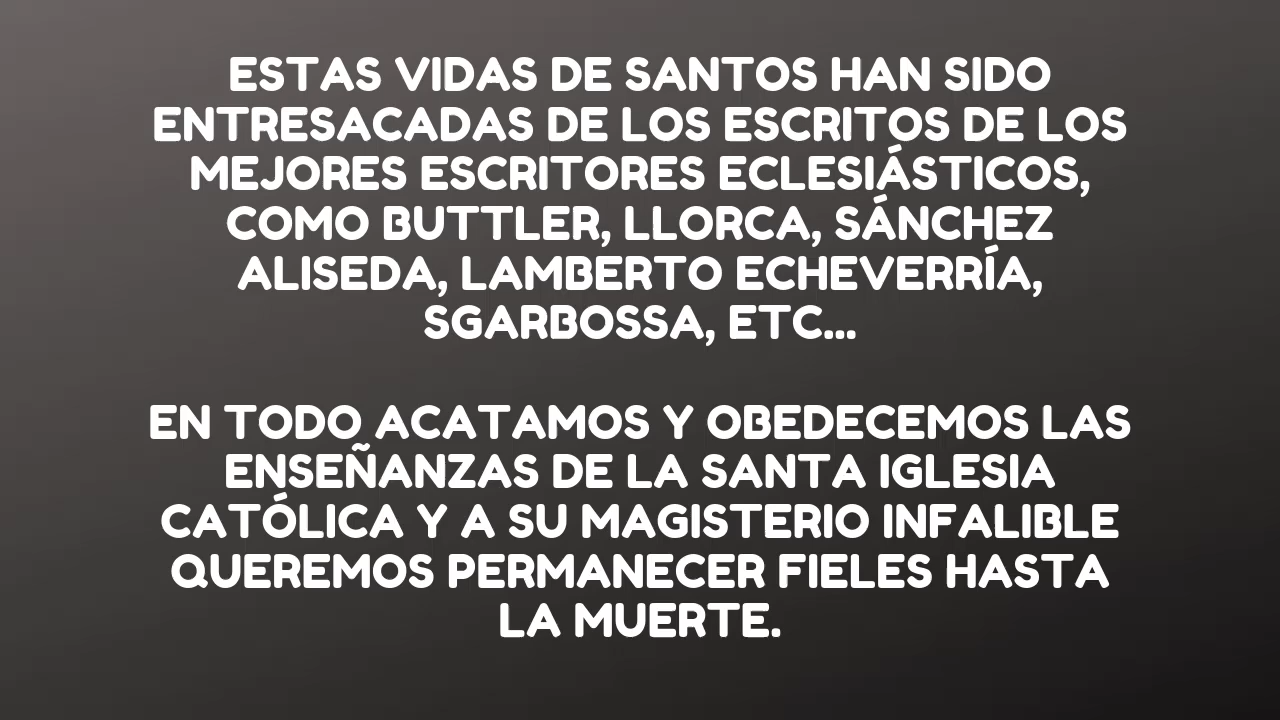 ESTAS VIDAS DE SANTOS HAN SIDO
ENTRESACADAS DE LOS ESCRITOS DE LOS
MEJORES ESCRITORES ECLESIÁSTICOS,
COMO BUTTLER, LLORCA, SÁNCHEZ
ALISEDA, LAMBERTO ECHEVERRÍA,
SGARBOSSA, ETC...
EN TODO ACATAMOS Y OBEDECEMOS LAS
ENSEÑANZAS DE LA SANTA IGLESIA
CATÓLICA Y A SU MAGISTERIO INFALIBLE
QUEREMOS PERMANECER FIELES HASTA
LA MUERTE.